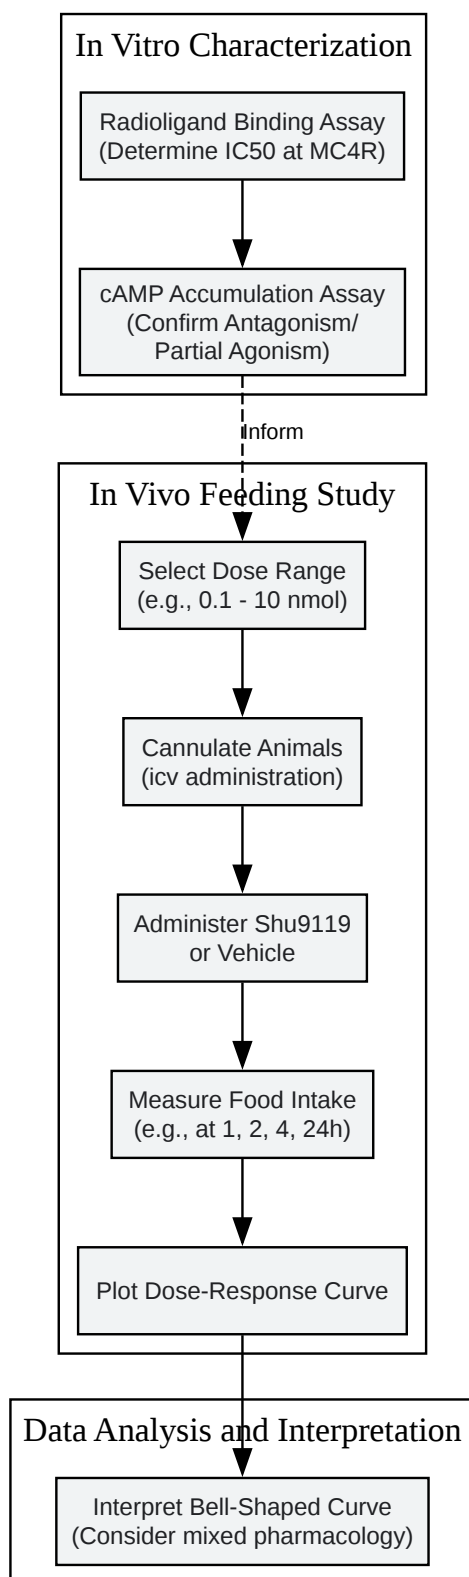 In Vitro Characterization
Radioligand Binding Assay
(Determine IC50 at MC4R)
cAMP Accumulation Assay
(Confirm Antagonism/
Partial Agonism)
Inform
In Vivo Feeding Study
Select Dose Range
(e.g., 0.1 - 10 nmol)
Cannulate Animals
(icv administration)
Administer Shu9119
or Vehicle
Measure Food Intake
(e.g., at 1, 2, 4, 24h)
Plot Dose-Response Curve
Data Analysis and Interpretation
Interpret Bell-Shaped Curve
(Consider mixed pharmacology)